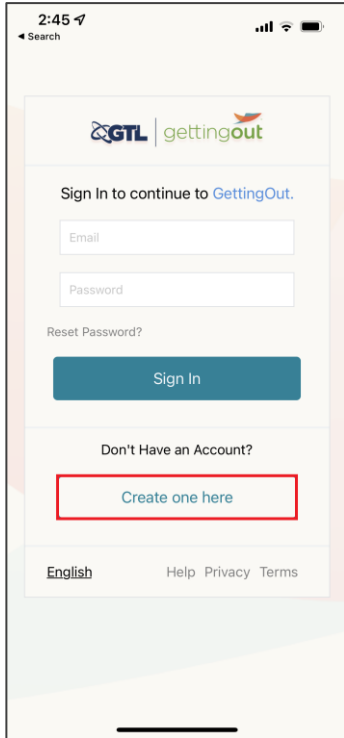 2:45
◀ Search
GTL | gettingout
Sign In to continue to GettingOut.
Email
Password
Reset Password?
Sign In
Don't Have an Account?
Create one here
English Help Privacy Terms